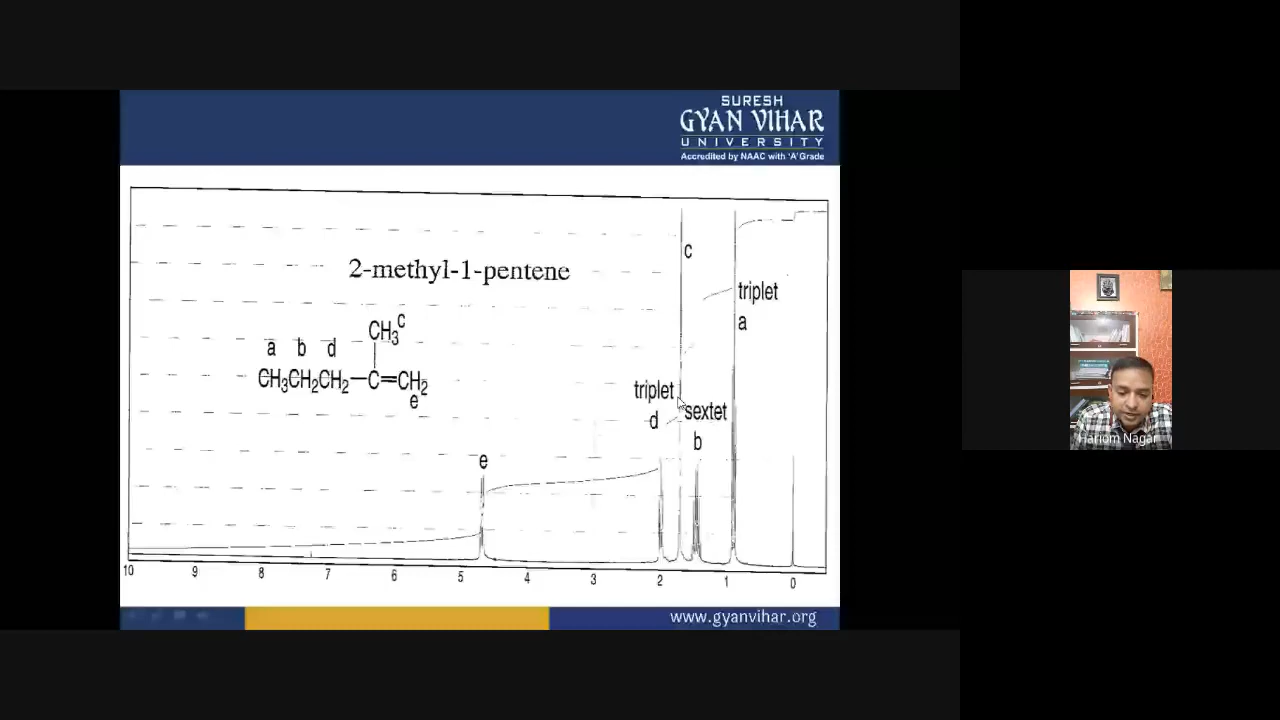 SURESH
GYAN VIHAR
UNIVERSITY
Accredited by NAAC with 'A' Grade
2-methyl-1-pentene
c
triplet
a
CH3c
a b d
CH3CH2CH2—C=CH2
e
triplet
d
sextet
b
e
10 9 8 7 6 5 4 3 2 1 0
www.gyanvihar.org
Hariom Nagar